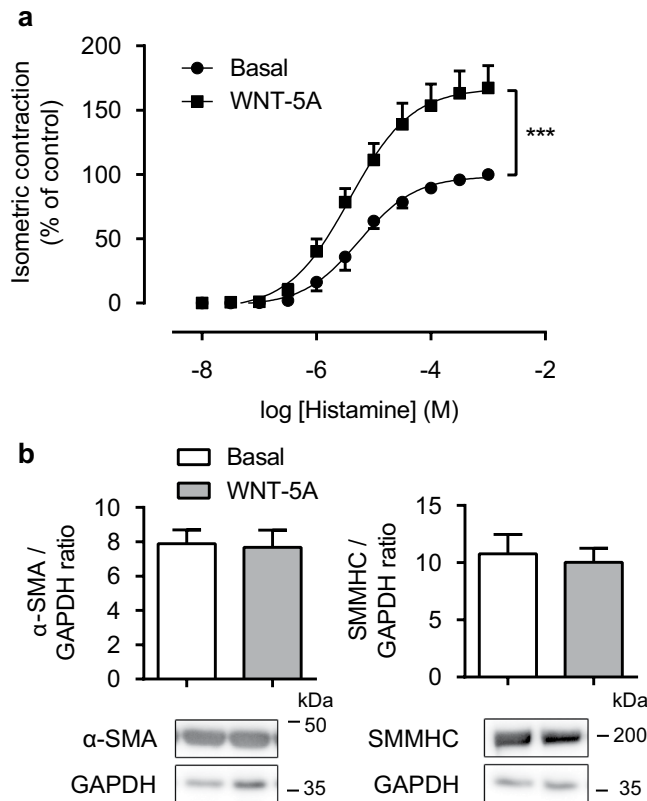 a
200
150
100
50
0
Isometric contraction
(% of control)
Basal
WNT-5A
***
-8
-6
-4
-2
log [Histamine] (M)
b
Basal
WNT-5A
α-SMA /
GAPDH ratio
10
8
6
4
2
0
SMMHC /
GAPDH ratio
15
10
5
0
kDa
α-SMA
50
GAPDH
35
kDa
SMMHC
200
GAPDH
35